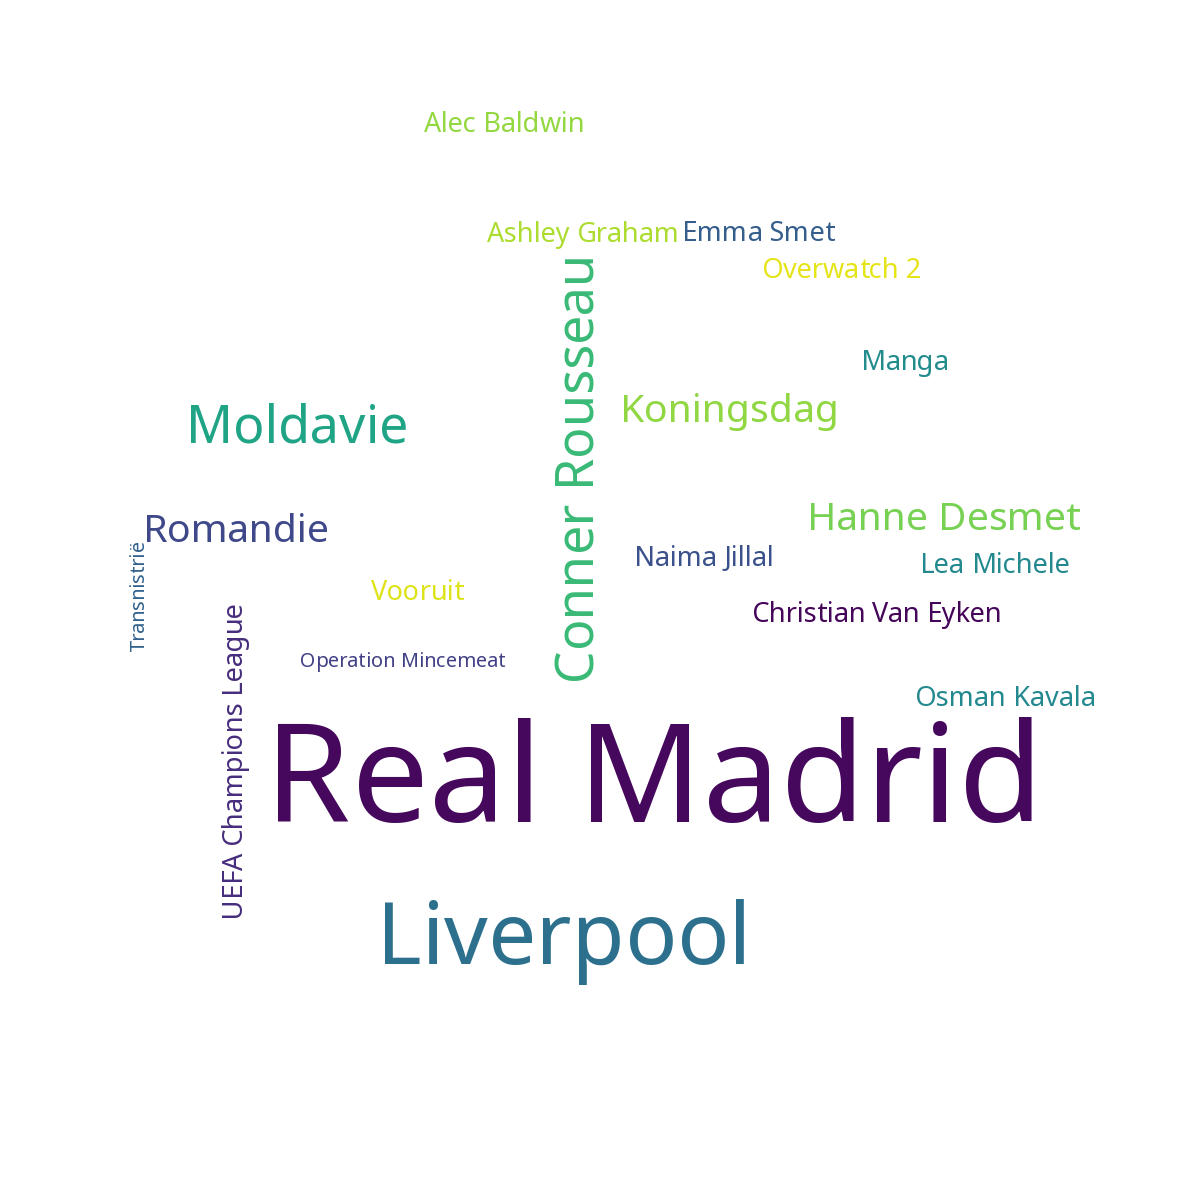 Alec Baldwin
Ashley Graham
Emma Smet
Overwatch 2
Conner Rousseau
Manga
Koningsdag
Moldavie
Hanne Desmet
Romandie
Transnistrië
Naima Jillal
Lea Michele
Vooruit
Christian Van Eyken
UEFA Champions League
Operation Mincemeat
Osman Kavala
Real Madrid
Liverpool